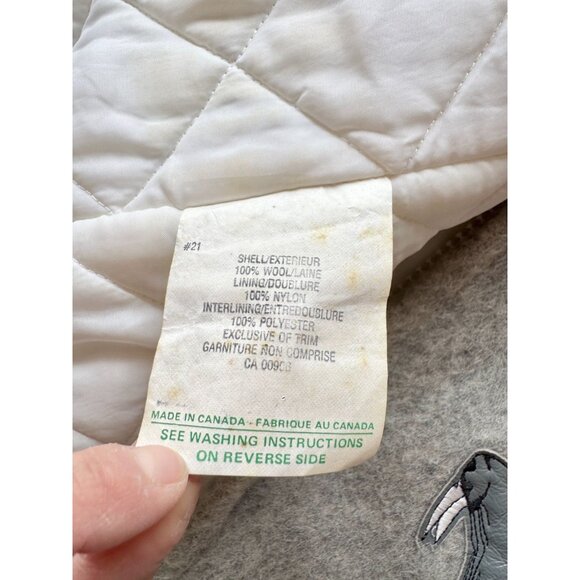 #21
SHELL/EXTERIEUR
100% WOOL/LAINE
LINING/DOUBLURE
100% NYLON
INTERLINING/ENTREDOUBLURE
100% POLYESTER
EXCLUSIVE OF TRIM
GARNITURE NON COMPRISE
CA
MADE IN CANADA - FABRIQUE AU CANADA
SEE WASHING INSTRUCTIONS
ON REVERSE SIDE